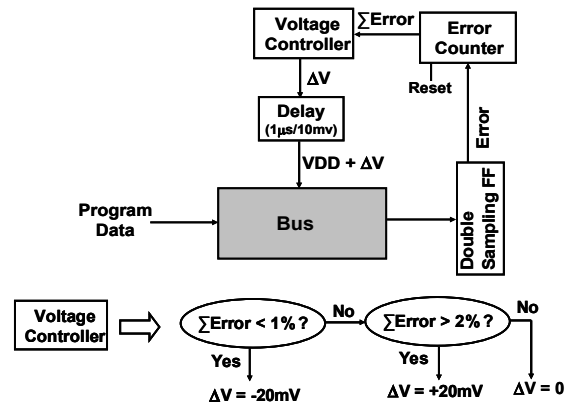 Voltage
Controller
∑Error
Error
Counter
Reset
ΔV
Delay
(1µs/10mv)
VDD + ΔV
Error
Program
Data
Bus
Double
Sampling FF
Voltage
Controller
∑Error < 1% ?
No
∑Error > 2% ?
No
Yes
Yes
ΔV = -20mV
ΔV = +20mV
ΔV = 0